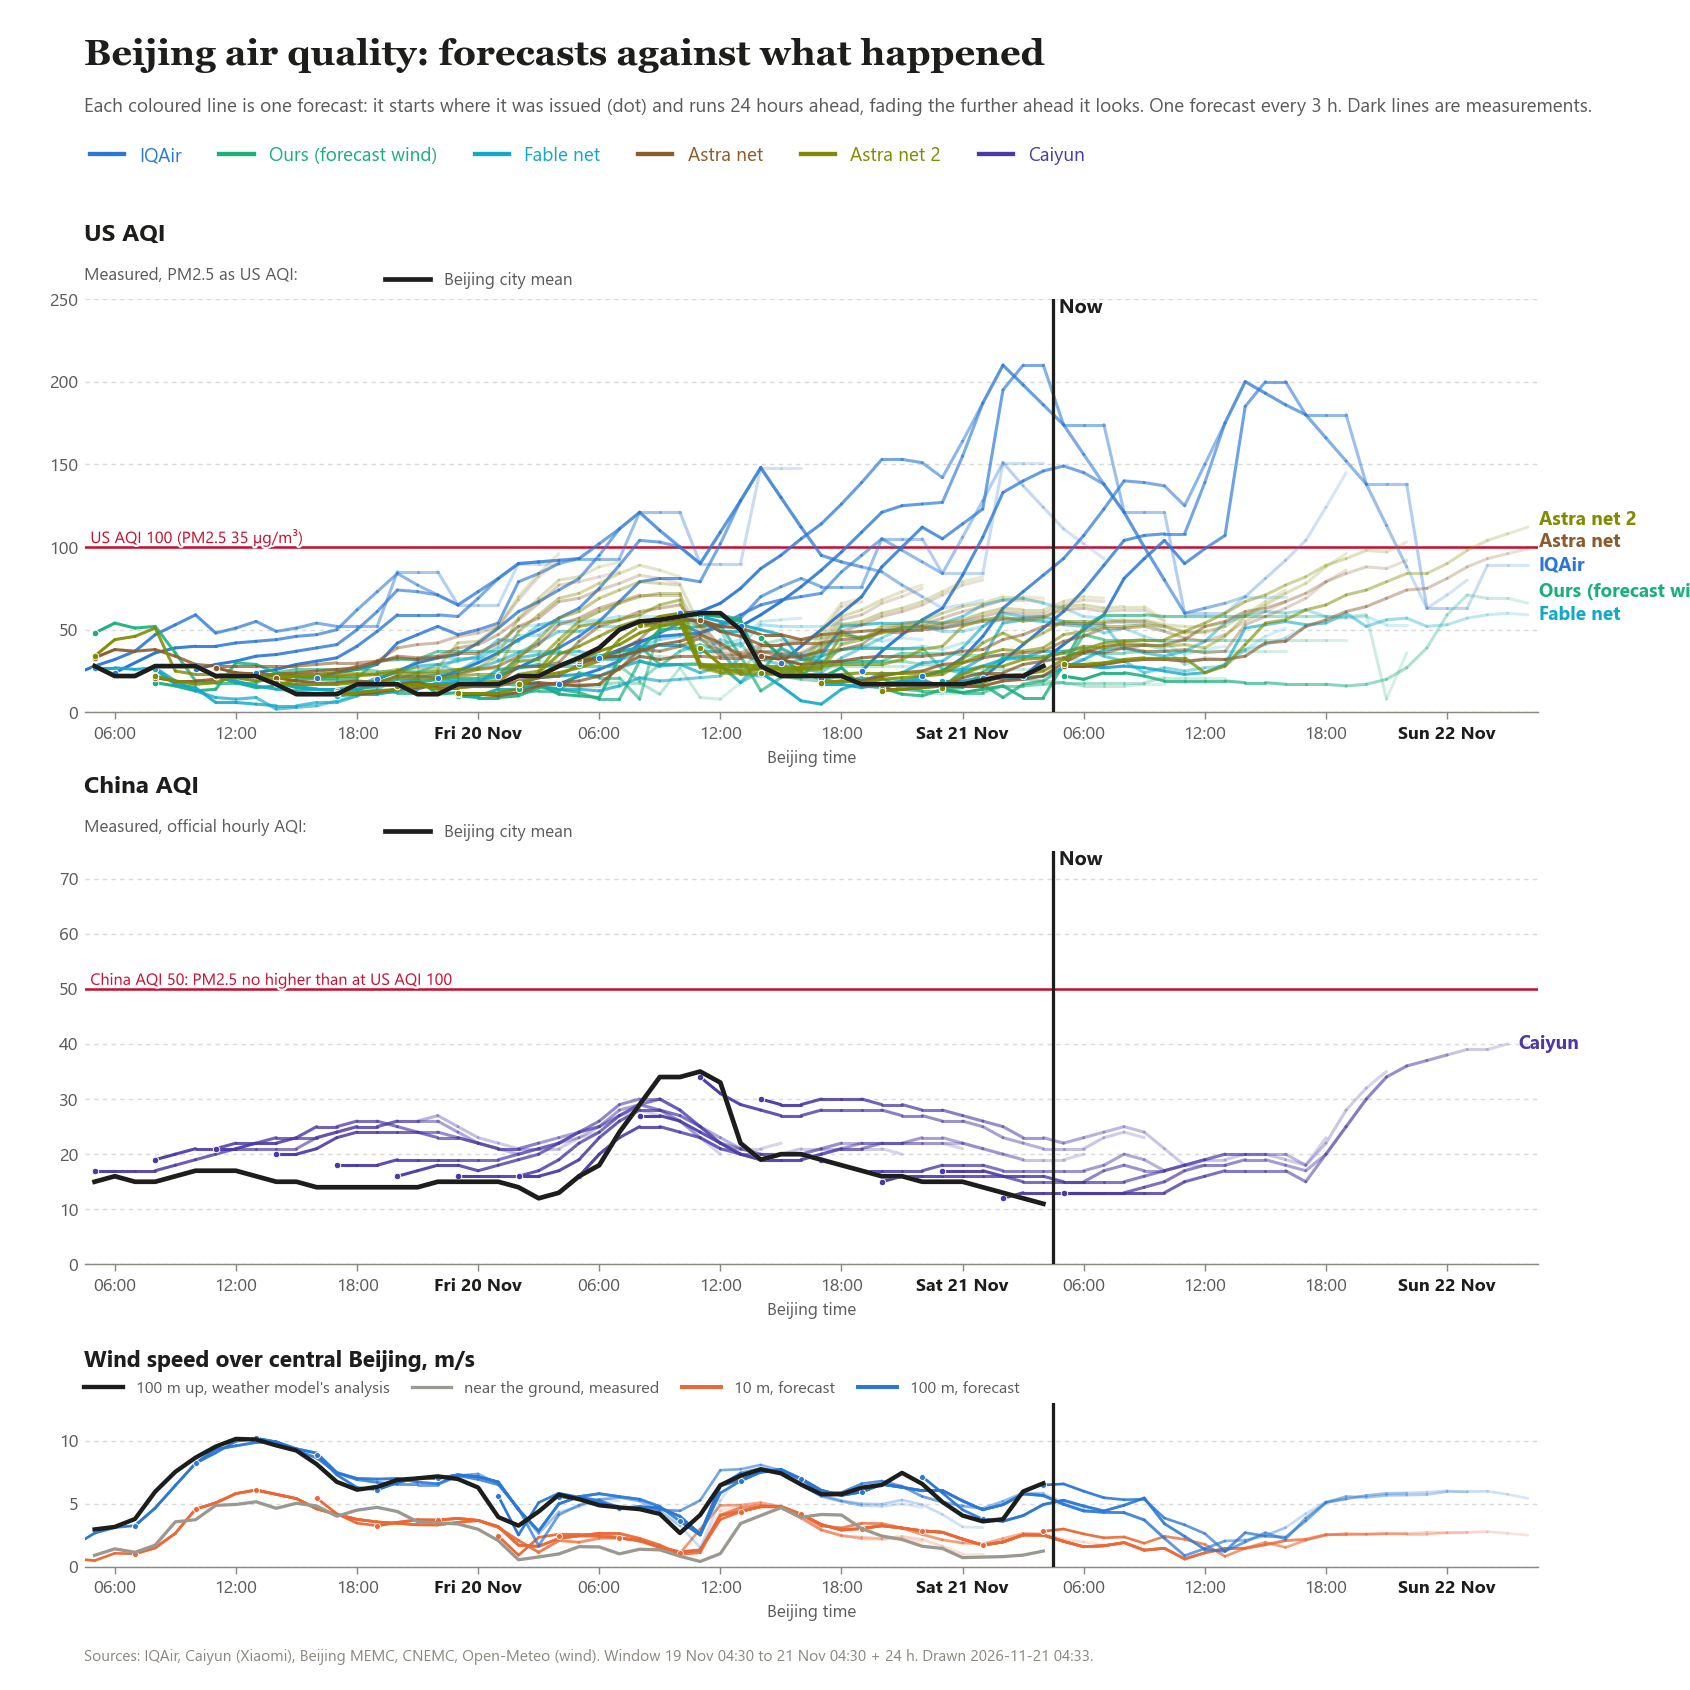 Beijing air quality: forecasts against what happened
Each coloured line is one forecast: it starts where it was issued (dot) and runs 24 hours ahead, fading the further ahead it looks. One forecast every 3 h. Dark lines are measurements.
IQAir Ours (forecast wind) Fable net Astra net Astra net 2 Caiyun
US AQI
Measured, PM2.5 as US AQI: Beijing city mean
250
Now
200
150
US AQI 100 (PM2.5 35 µg/m³)
100
50
0
Astra net 2
Astra net
IQAir
Ours (forecast wi
Fable net
06:00 12:00 18:00 Fri 20 Nov 06:00 12:00 18:00 Sat 21 Nov 06:00 12:00 18:00 Sun 22 Nov
Beijing time
China AQI
Measured, official hourly AQI: Beijing city mean
Now
70
60
China AQI 50: PM2.5 no higher than at US AQI 100
50
40
Caiyun
30
20
10
0
06:00 12:00 18:00 Fri 20 Nov 06:00 12:00 18:00 Sat 21 Nov 06:00 12:00 18:00 Sun 22 Nov
Beijing time
Wind speed over central Beijing, m/s
100 m up, weather model's analysis near the ground, measured 10 m, forecast 100 m, forecast
10
5
0
06:00 12:00 18:00 Fri 20 Nov 06:00 12:00 18:00 Sat 21 Nov 06:00 12:00 18:00 Sun 22 Nov
Beijing time
Sources: IQAir, Caiyun (Xiaomi), Beijing MEMC, CNEMC, Open-Meteo (wind). Window 19 Nov 04:30 to 21 Nov 04:30 + 24 h. Drawn 2026-11-21 04:33.